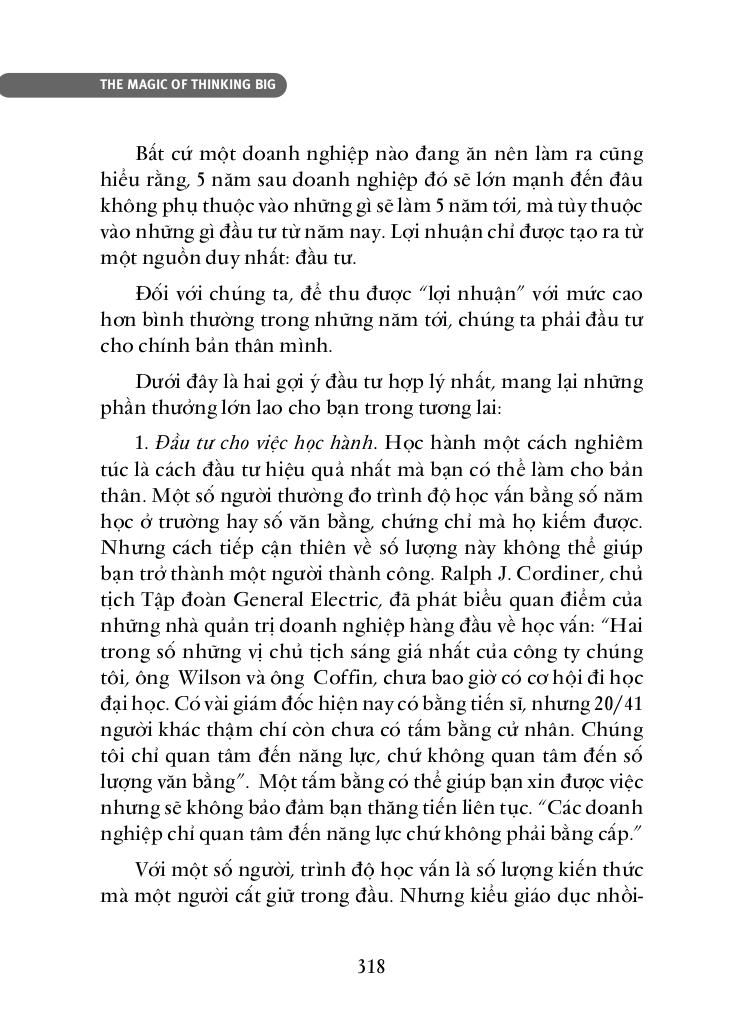 THE MAGIC OF THINKING BIG
Bất cứ một doanh nghiệp nào đang ăn nên làm ra cũng
hiểu rằng, 5 năm sau doanh nghiệp đó sẽ lớn mạnh đến đâu
không phụ thuộc vào những gì sẽ làm 5 năm tới, mà tùy thuộc
vào những gì đầu tư từ năm nay. Lợi nhuận chỉ được tạo ra từ
một nguồn duy nhất: đầu tư.
Đối với chúng ta, để thu được “lợi nhuận” với mức cao
hơn bình thường trong những năm tới, chúng ta phải đầu tư
cho chính bản thân mình.
Dưới đây là hai gợi ý đầu tư hợp lý nhất, mang lại những
phần thưởng lớn lao cho bạn trong tương lai:
1. Đầu tư cho việc học hành. Học hành một cách nghiêm
túc là cách đầu tư hiệu quả nhất mà bạn có thể làm cho bản
thân. Một số người thường đo trình độ học vấn bằng số năm
học ở trường hay số văn bằng, chứng chỉ mà họ kiếm được.
Nhưng cách tiếp cận thiên về số lượng này không thể giúp
bạn trở thành một người thành công. Ralph J. Cordiner, chủ
tịch Tập đoàn General Electric, đã phát biểu quan điểm của
những nhà quản trị doanh nghiệp hàng đầu về học vấn: “Hai
trong số những vị chủ tịch sáng giá nhất của công ty chúng
tôi, ông Wilson và ông Coffin, chưa bao giờ có cơ hội đi học
đại học. Có vài giám đốc hiện nay có bằng tiến sĩ, nhưng 20/41
người khác thậm chí còn chưa có tấm bằng cử nhân. Chúng
tôi chỉ quan tâm đến năng lực, chứ không quan tâm đến số
lượng văn bằng”. Một tấm bằng có thể giúp bạn xin được việc
nhưng sẽ không bảo đảm bạn thăng tiến liên tục. “Các doanh
nghiệp chỉ quan tâm đến năng lực chứ không phải bằng cấp.”
Với một số người, trình độ học vấn là số lượng kiến thức
mà một người cất giữ trong đầu. Nhưng kiểu giáo dục nhồi-
318